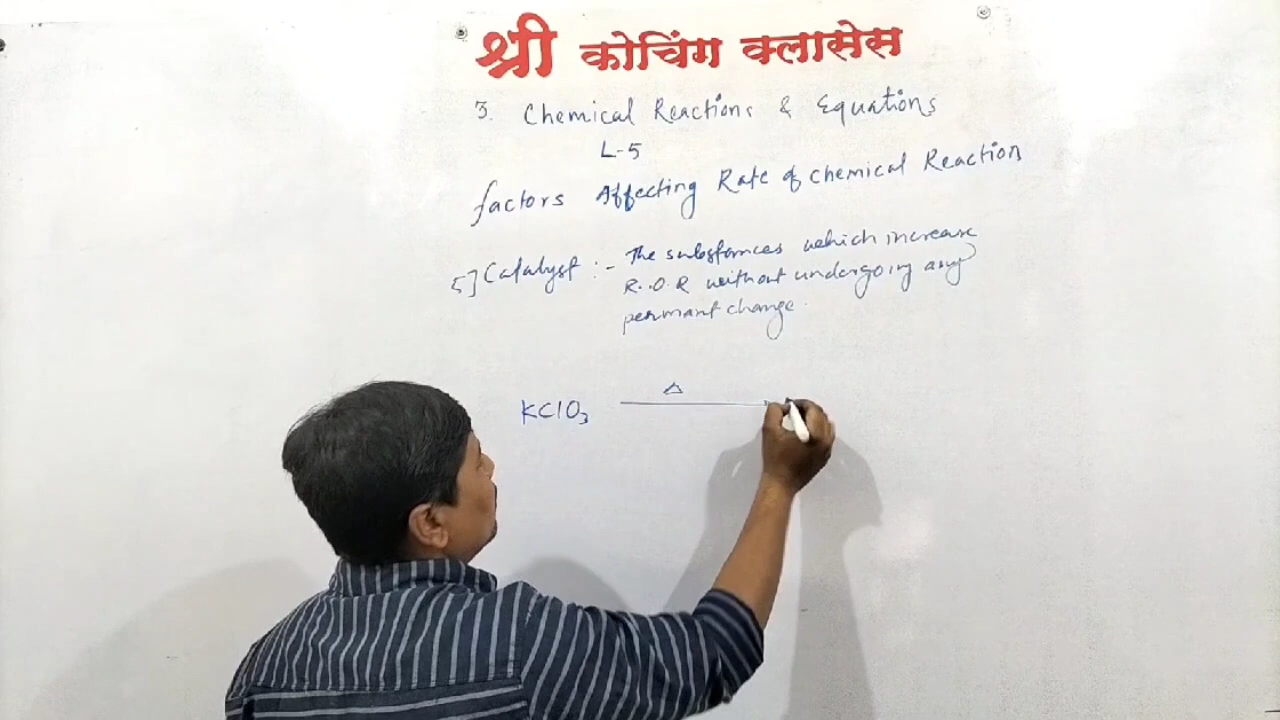 श्री कोचिंग क्लासेस
3. Chemical Reactions & Equations
L-5
factors Affecting Rate of chemical Reaction
5] Catalyst :- The substances which increase
R.O.R without undergoing any
permant change.
Δ
KClO₃